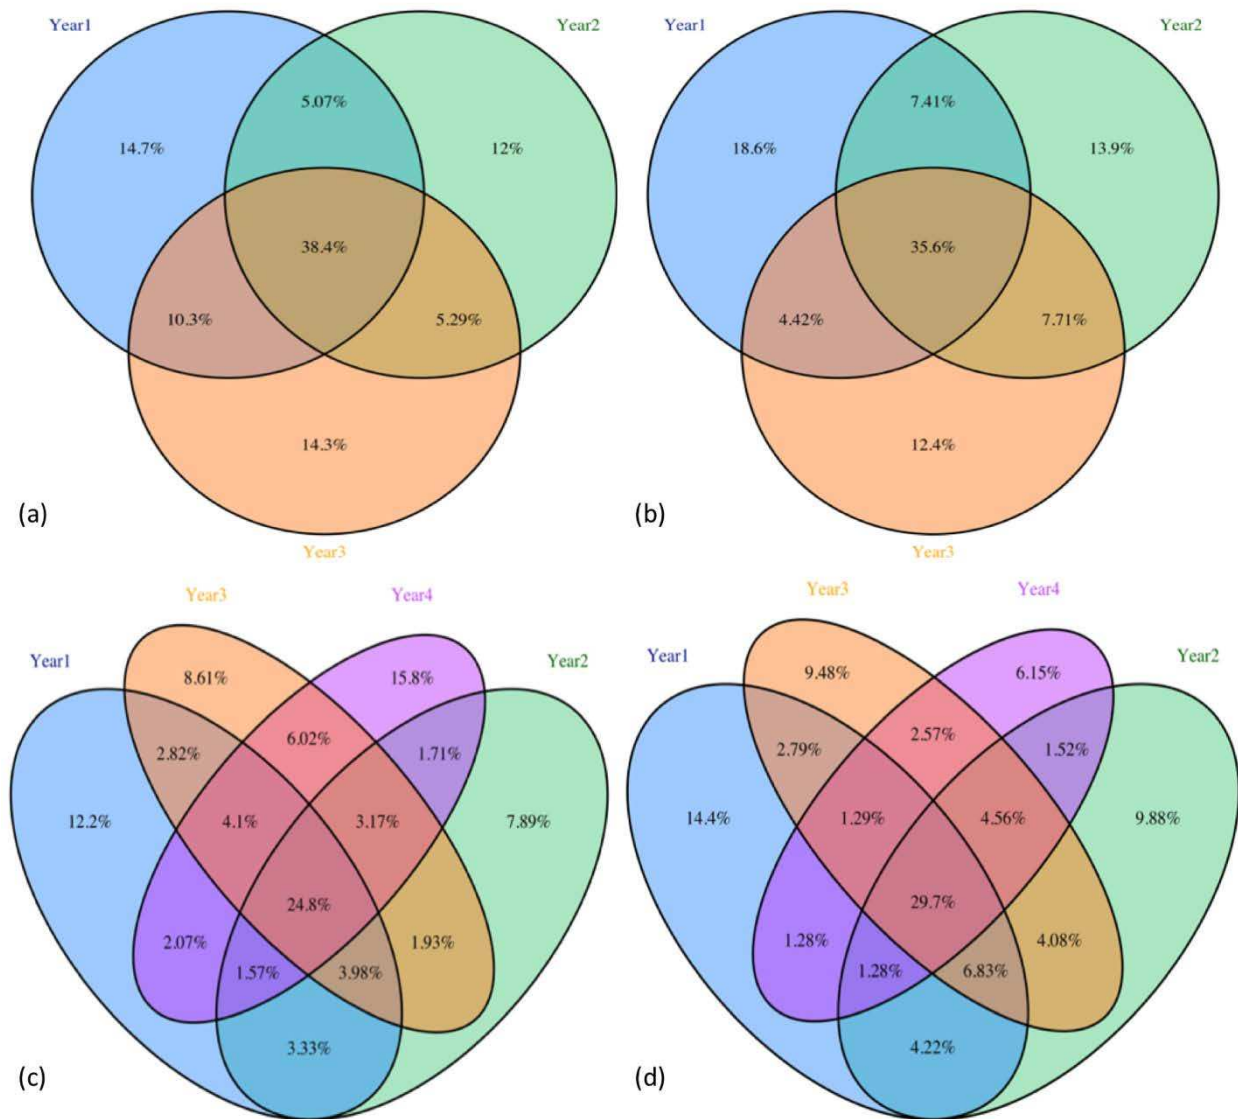 Year1
Year2
5.07%
14.7%
12%
38.4%
10.3%
5.29%
14.3%
(a)
Year3
Year1
Year2
7.41%
18.6%
13.9%
35.6%
4.42%
7.71%
12.4%
(b)
Year3
Year3
Year4
Year1
Year2
8.61%
15.8%
6.02%
2.82%
1.71%
12.2%
4.1%
3.17%
7.89%
24.8%
2.07%
1.93%
1.57%
3.98%
3.33%
(c)
Year3
Year4
Year1
Year2
9.48%
6.15%
2.57%
2.79%
1.52%
14.4%
1.29%
4.56%
9.88%
29.7%
1.28%
4.08%
1.28%
6.83%
4.22%
(d)